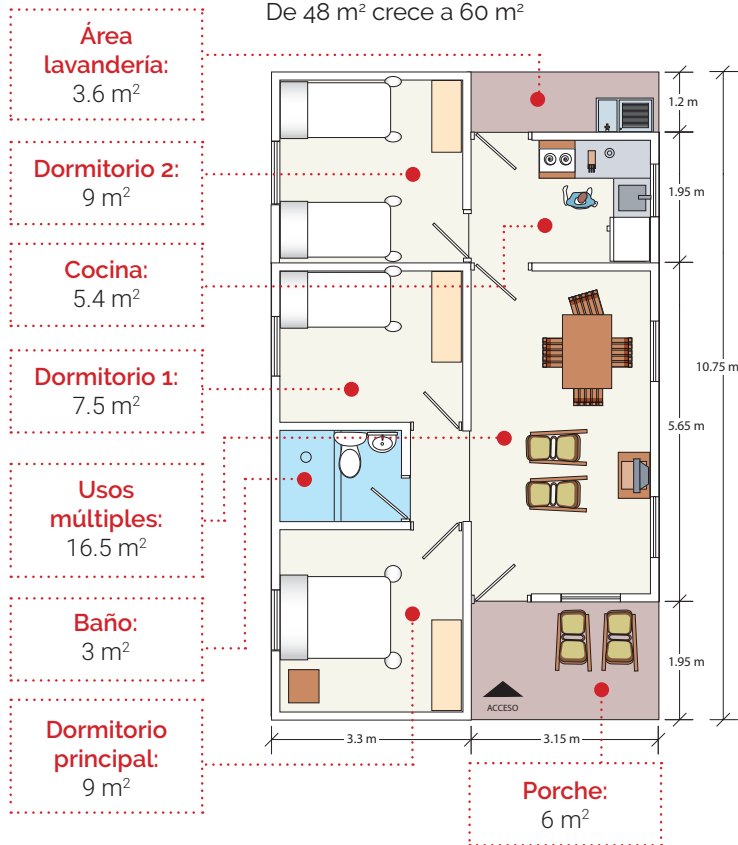 De 48 m² crece a 60 m²
Área
lavandería:
3.6 m²
Dormitorio 2:
9 m²
Cocina:
5.4 m²
Dormitorio 1:
7.5 m²
Usos
múltiples:
16.5 m²
Baño:
3 m²
Dormitorio
principal:
9 m²
1.2 m
1.95 m
10.75 m
5.65 m
1.95 m
ACCESO
3.3 m
3.15 m
Porche:
6 m²